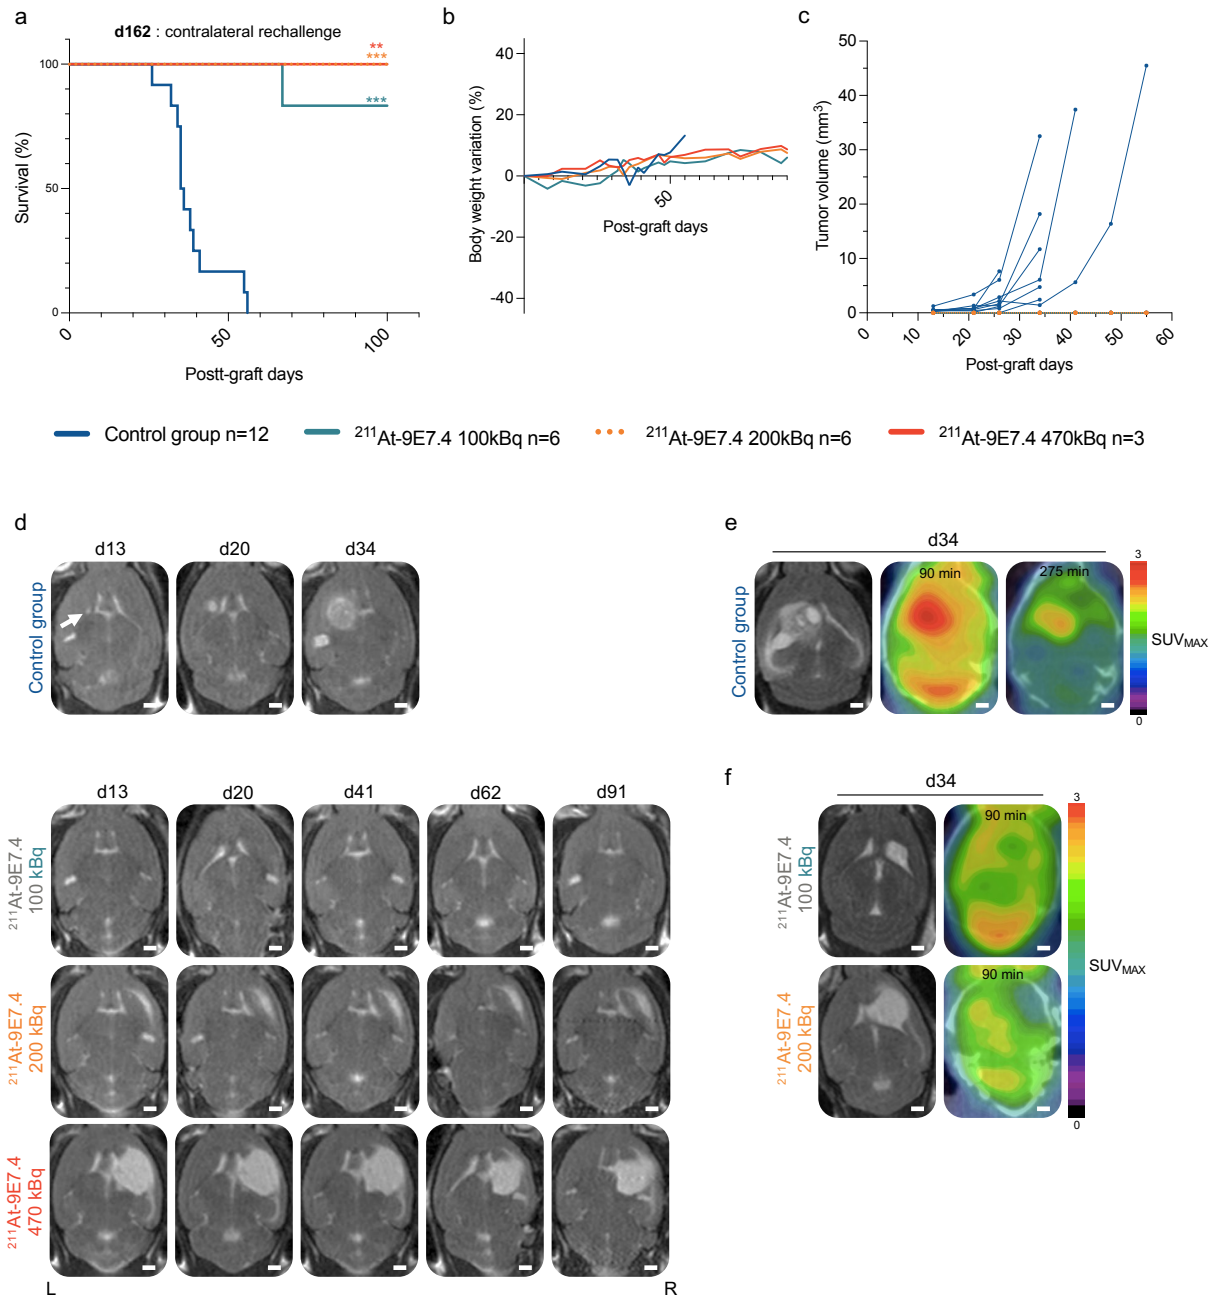 a
d162 : contralateral rechallenge
**
***
***
100
50
0
Survival (%)
0
50
100
Postt-graft days
b
40
20
0
-20
-40
Body weight variation (%)
50
Post-graft days
c
50
40
30
20
10
0
Tumor volume (mm³)
0
10
20
30
40
50
60
Post-graft days
Control group n=12
²¹¹At-9E7.4 100kBq n=6
²¹¹At-9E7.4 200kBq n=6
²¹¹At-9E7.4 470kBq n=3
d
d13
d20
d34
Control group
d13
d20
d41
d62
d91
²¹¹At-9E7.4
100 kBq
²¹¹At-9E7.4
200 kBq
²¹¹At-9E7.4
470 kBq
L
R
e
d34
Control group
90 min
275 min
3
SUVMAX
0
f
d34
²¹¹At-9E7.4
100 kBq
90 min
²¹¹At-9E7.4
200 kBq
90 min
3
SUVMAX
0